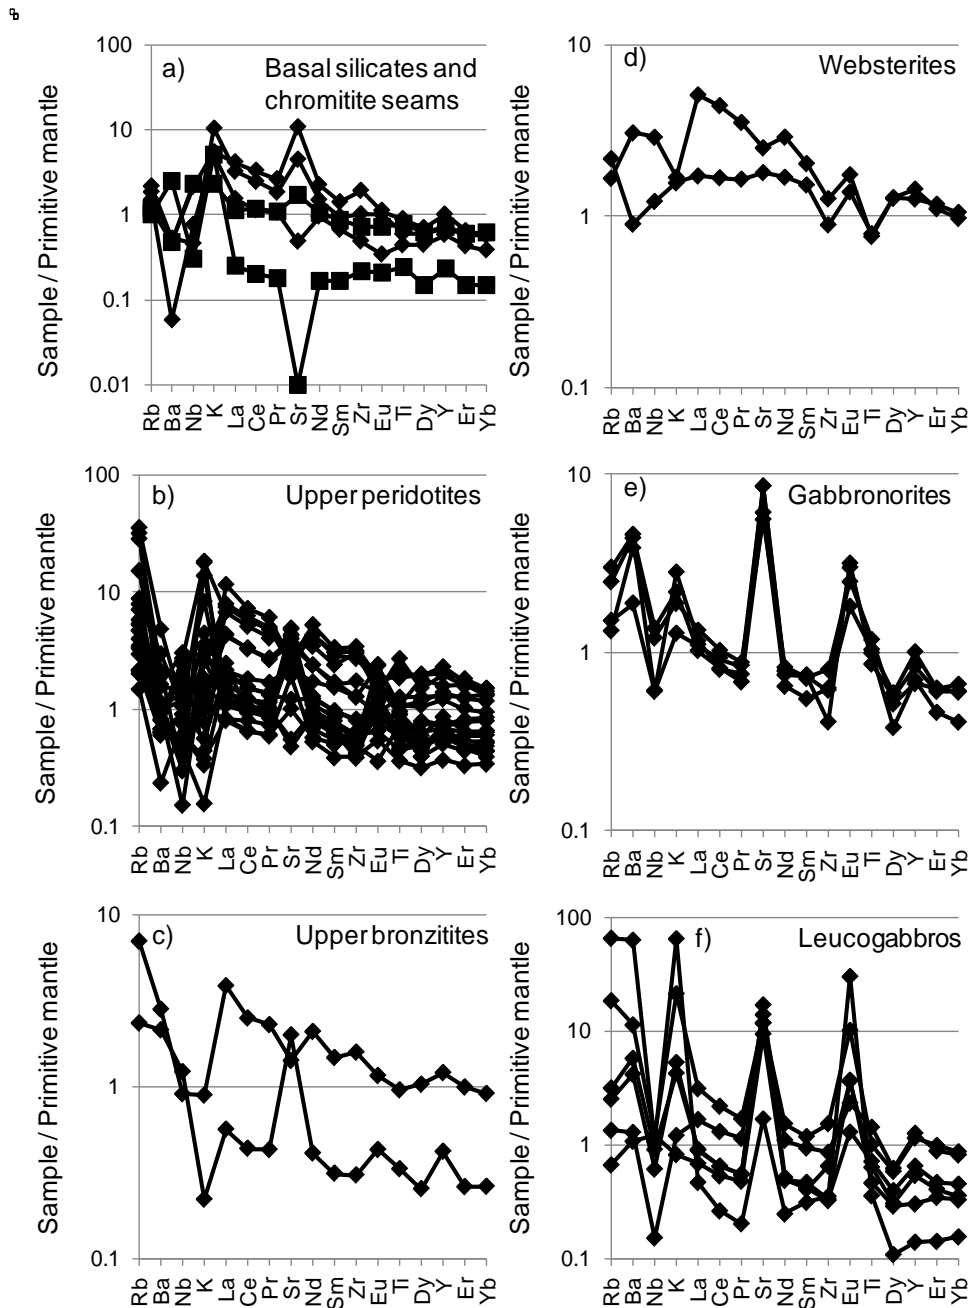 100
10
1
0.1
0.01
a)
Basal silicates and
chromitite seams
Sample / Primitive mantle
Rb Ba Nb K La Ce Pr Sr Nd Sm Zr Eu Ti Dy Y Er Yb
10
1
0.1
d)
Websterites
Sample / Primitive mantle
Rb Ba Nb K La Ce Pr Sr Nd Sm Zr Eu Ti Dy Y Er Yb
100
10
1
0.1
b)
Upper peridotites
Sample / Primitive mantle
Rb Ba Nb K La Ce Pr Sr Nd Sm Zr Eu Ti Dy Y Er Yb
10
1
0.1
e)
Gabbronorites
Sample / Primitive mantle
Rb Ba Nb K La Ce Pr Sr Nd Sm Zr Eu Ti Dy Y Er Yb
10
1
0.1
c)
Upper bronzitites
Sample / Primitive mantle
Rb Ba Nb K La Ce Pr Sr Nd Sm Zr Eu Ti Dy Y Er Yb
100
10
1
0.1
f)
Leucogabbros
Sample / Primitive mantle
Rb Ba Nb K La Ce Pr Sr Nd Sm Zr Eu Ti Dy Y Er Yb